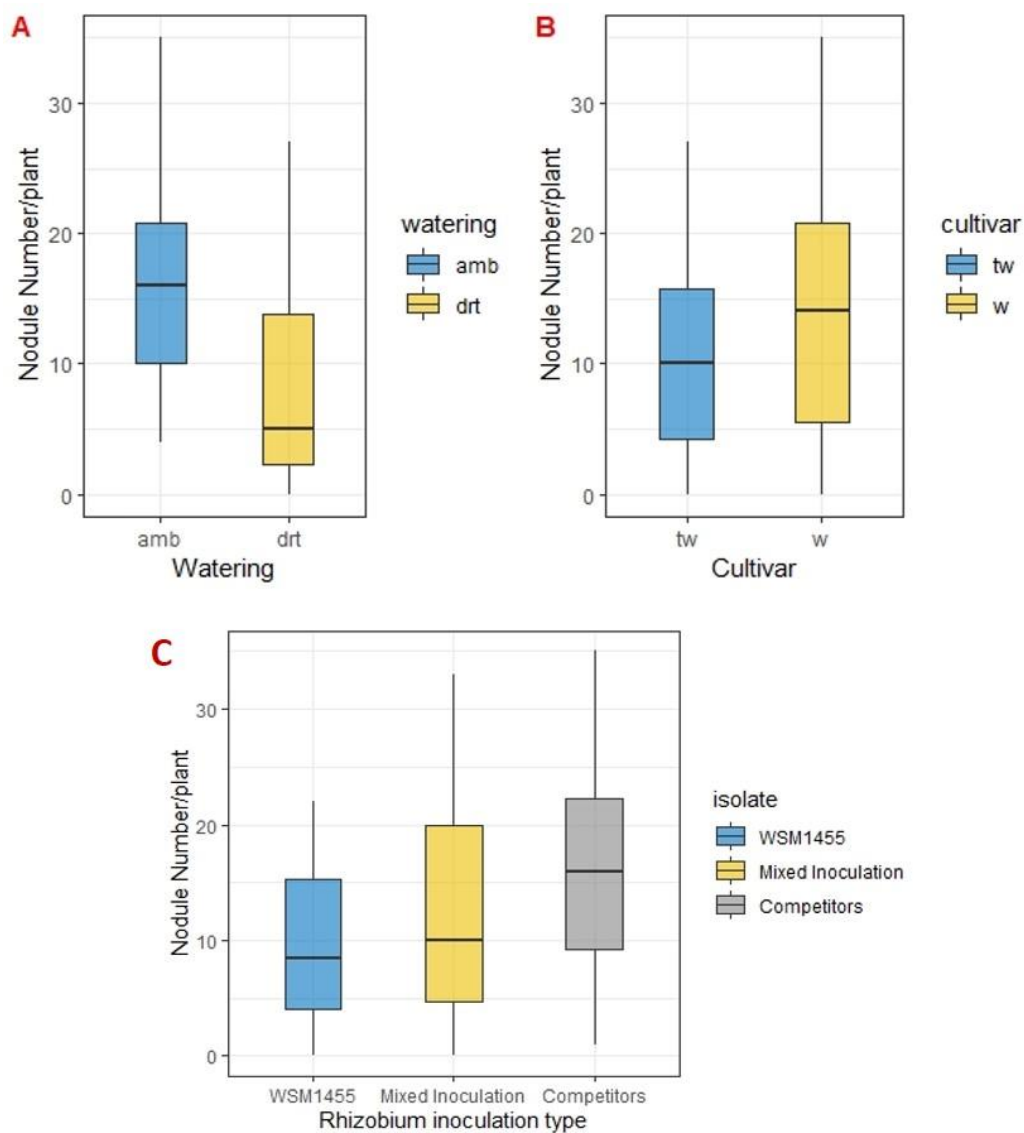 A
Nodule Number/plant
30
20
10
0
amb
drt
Watering
watering
amb
drt
B
Nodule Number/plant
30
20
10
0
tw
w
Cultivar
cultivar
tw
w
C
Nodule Number/plant
30
20
10
0
WSM1455
Mixed Inoculation
Competitors
Rhizobium inoculation type
isolate
WSM1455
Mixed Inoculation
Competitors